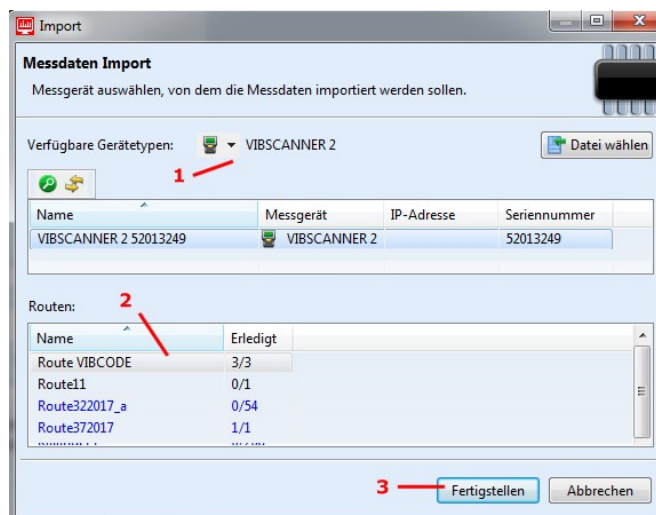 Import
Messdaten Import
Messgerät auswählen, von dem die Messdaten importiert werden sollen.
Verfügbare Gerätetypen: VIBSCANNER 2 Datei wählen
1
Name Messgerät IP-Adresse Seriennummer
VIBSCANNER 2 52013249 VIBSCANNER 2 52013249
Routen:
2
Name Erledigt
Route VIBCODE 3/3
Route11 0/1
Route322017_a 0/54
Route372017 1/1
3 Fertigstellen Abbrechen